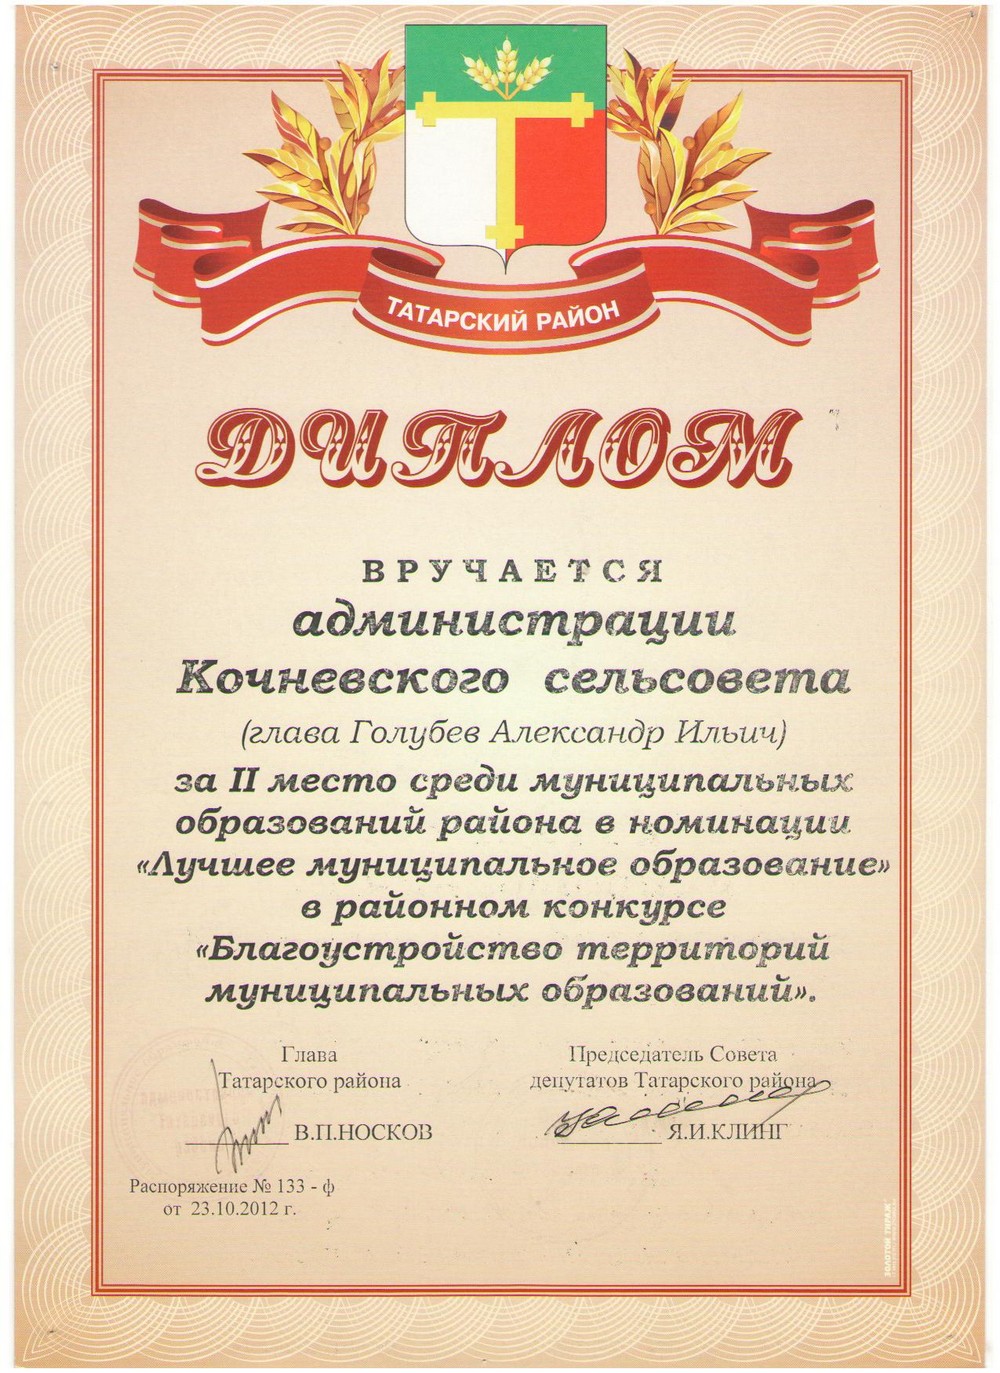 ТАТАРСКИЙ РАЙОН
ДИПЛОМ
ВРУЧАЕТСЯ
администрации
Кочневского сельсовета
(глава Голубев Александр Ильич)
за II место среди муниципальных
образований района в номинации
«Лучшее муниципальное образование»
в районном конкурсе
«Благоустройство территорий
муниципальных образований».
Глава
Татарского района
В.П.НОСКОВ
Председатель Совета
депутатов Татарского района
Я.И.КЛИНГ
Распоряжение № 133 - ф
от 23.10.2012 г.
ЗОЛОТОЙ ТИРАЖ